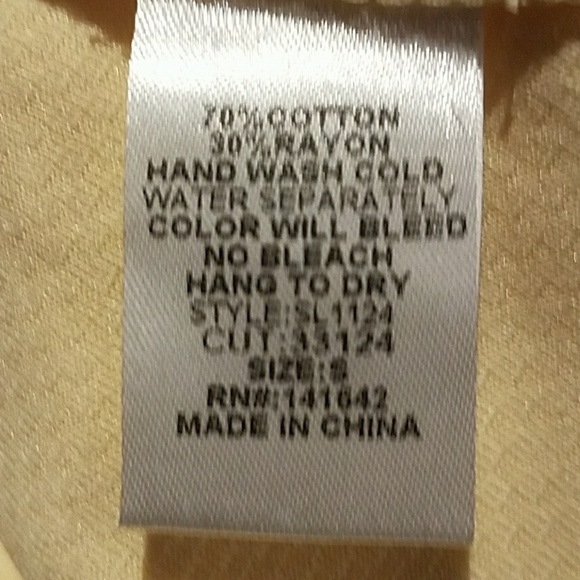 70% COTTON
30% RAYON
HAND WASH COLD
WATER SEPARATELY
COLOR WILL BLEED
NO BLEACH
HANG TO DRY
STYLE:SL1124
CUT:33124
SIZE:S
RN#:141642
MADE IN CHINA